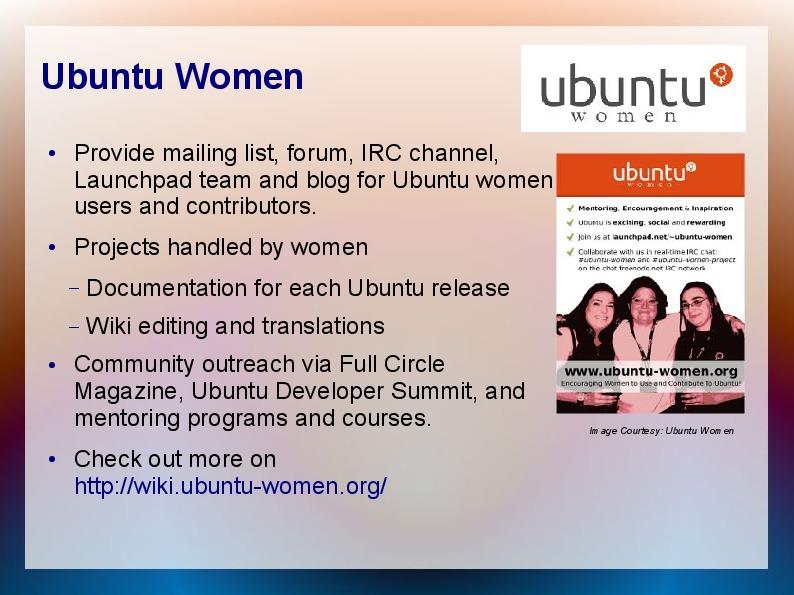 Ubuntu Women
ubuntu
women
• Provide mailing list, forum, IRC channel,
Launchpad team and blog for Ubuntu women
users and contributors.
• Projects handled by women
– Documentation for each Ubuntu release
– Wiki editing and translations
• Community outreach via Full Circle
Magazine, Ubuntu Developer Summit, and
mentoring programs and courses.
• Check out more on
http://wiki.ubuntu-women.org/
ubuntu
women
Mentoring, Encouragement & Inspiration
Ubuntu is exciting, social and rewarding
Join us at launchpad.net/~ubuntu-women
Collaborate with us in real-time IRC chat:
#ubuntu-women and #ubuntu-women-project
on the chat.freenode.net IRC network
www.ubuntu-women.org
Encouraging Women to Use and Contribute To Ubuntu!
Image Courtesy: Ubuntu Women